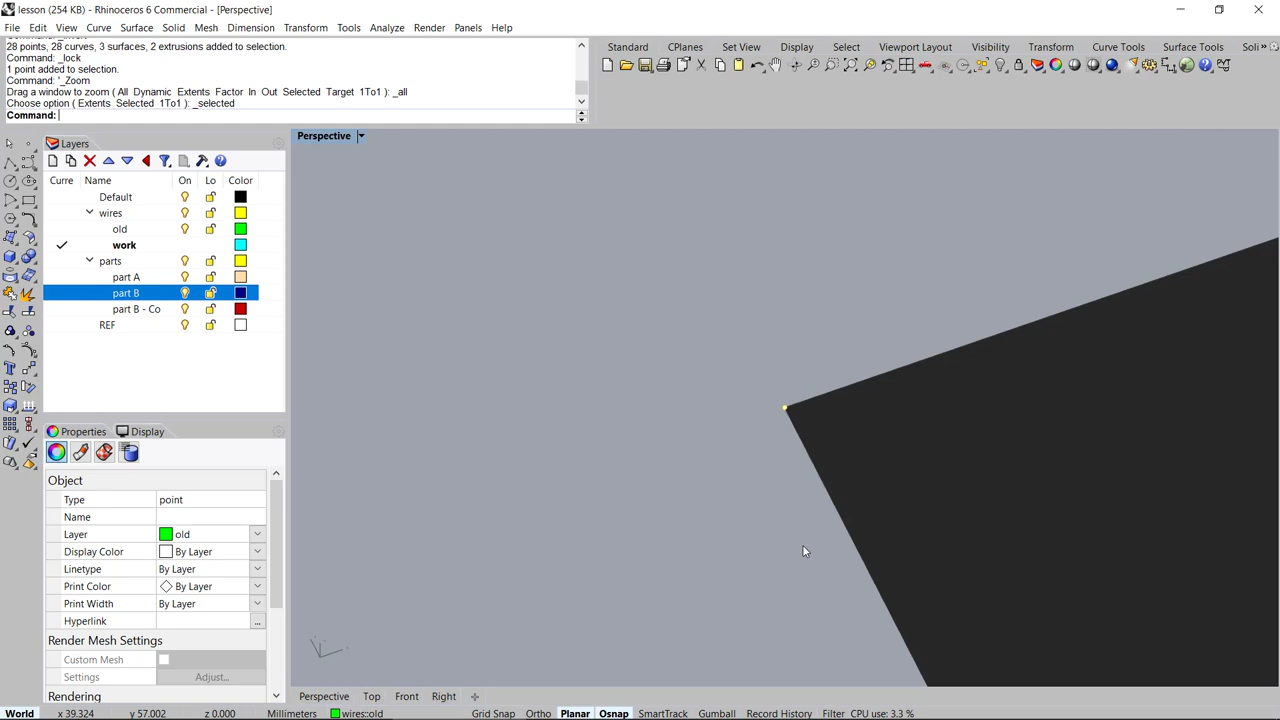 lesson (254 KB) - Rhinoceros 6 Commercial - [Perspective]
File Edit View Curve Surface Solid Mesh Dimension Transform Tools Analyze Render Panels Help
28 points, 28 curves, 3 surfaces, 2 extrusions added to selection.
Command: _lock
1 point added to selection.
Command: '_Zoom
Drag a window to zoom ( All Dynamic Extents Factor In Out Selected Target 1To1 ): _all
Choose option ( Extents Selected 1To1 ): _selected
Command:
Standard CPlanes Set View Display Select Viewport Layout Visibility Transform Curve Tools Surface Tools Soli
Perspective
Layers
Curre Name On Lo Color
Default
wires
old
work
parts
part A
part B
part B - Co
REF
Properties Display
Object
Type point
Name
Layer old
Display Color By Layer
Linetype By Layer
Print Color By Layer
Print Width By Layer
Hyperlink ...
Render Mesh Settings
Custom Mesh
Settings Adjust...
Rendering
Perspective Top Front Right
World x 39.324 y 57.002 z 0.000 Millimeters wires::old Grid Snap Ortho Planar Osnap SmartTrack Gumball Record History Filter CPU use: 3.3 %